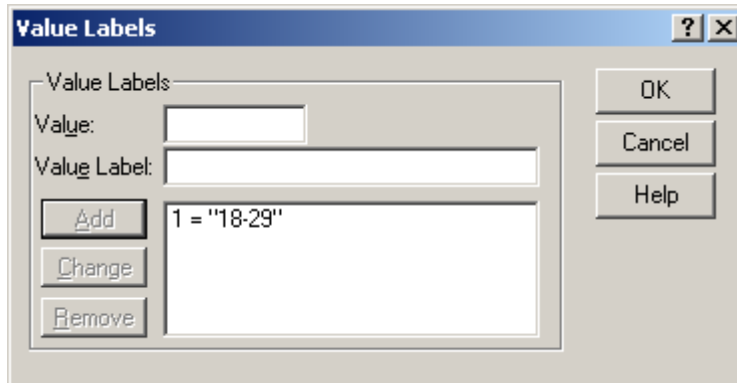 Value Labels
Value Labels
Value:
Value Label:
Add
1 = "18-29"
Change
Remove
OK
Cancel
Help